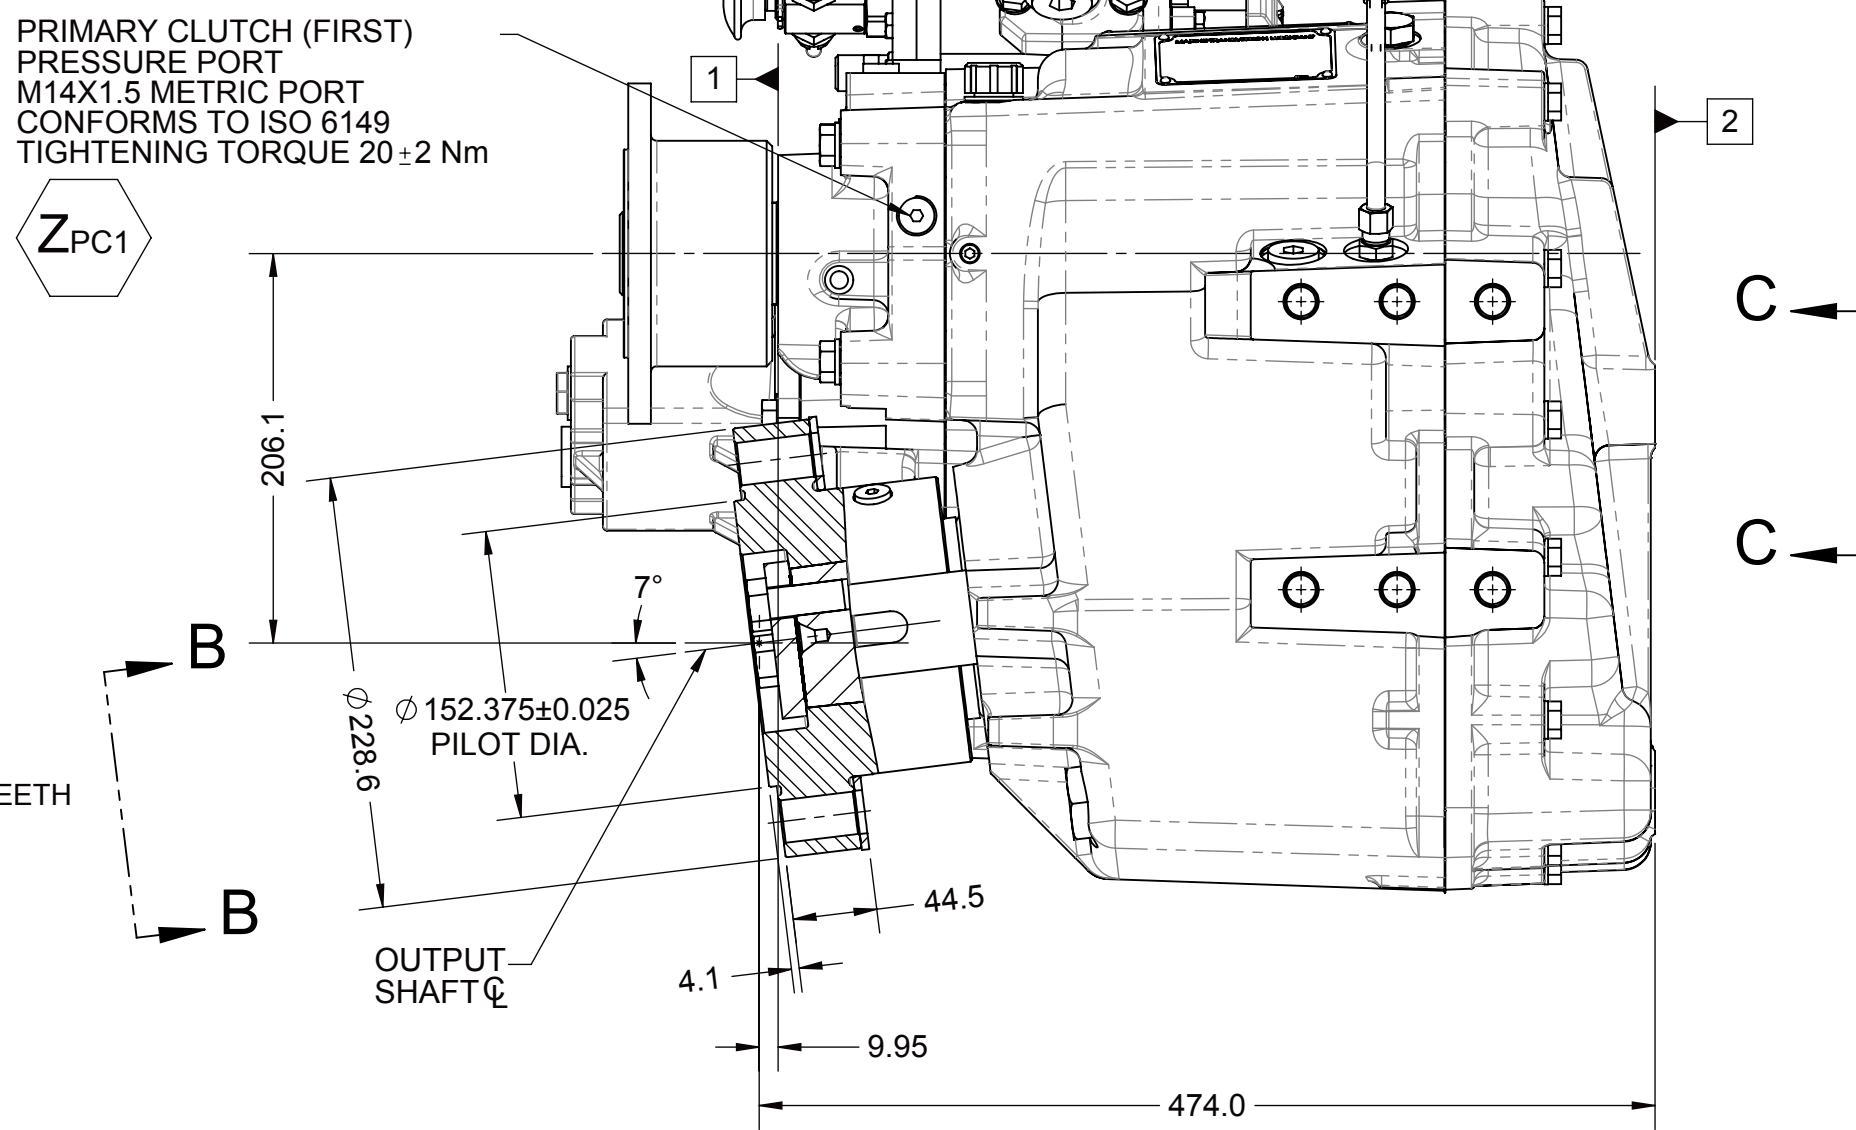 PRIMARY CLUTCH (FIRST)
PRESSURE PORT
M14X1.5 METRIC PORT
CONFORMS TO ISO 6149
TIGHTENING TORQUE 20±2 Nm
ZPC1
1
2
C
C
206.1
7°
B
B
⌀228.6
⌀152.375±0.025
PILOT DIA.
EETH
44.5
OUTPUT
SHAFT ℄
4.1
9.95
474.0